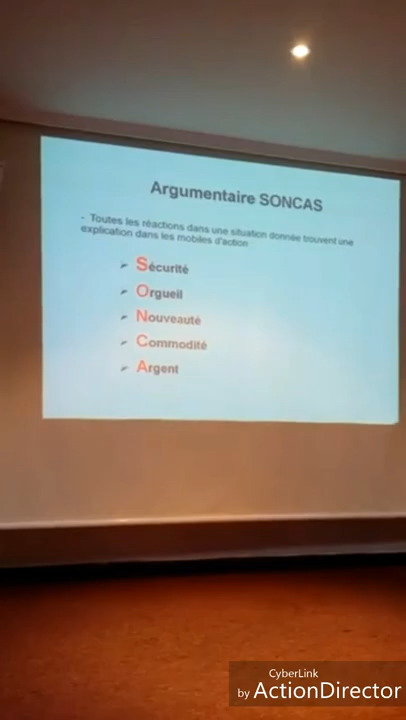 Argumentaire SONCAS
- Toutes les réactions dans une situation donnée trouvent une
explication dans les mobiles d'action
➢ Sécurité
➢ Orgueil
➢ Nouveauté
➢ Commodité
➢ Argent
CyberLink
by ActionDirector